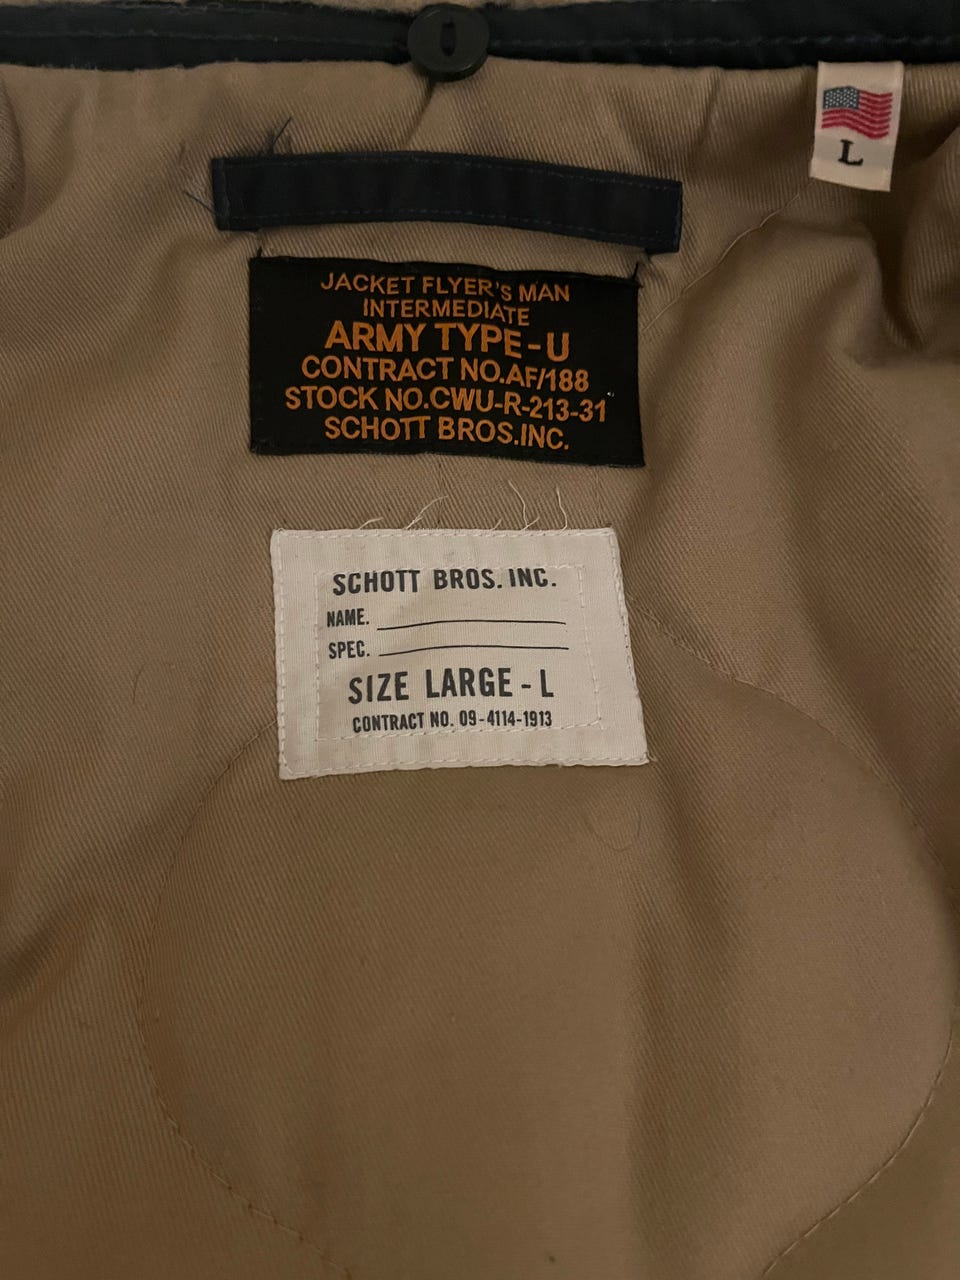 L
JACKET FLYER'S MAN
INTERMEDIATE
ARMY TYPE-U
CONTRACT NO.AF/188
STOCK NO.CWU-R-213-31
SCHOTT BROS.INC.
SCHOTT BROS. INC.
NAME.
SPEC.
SIZE LARGE - L
CONTRACT NO. 09-4114-1913